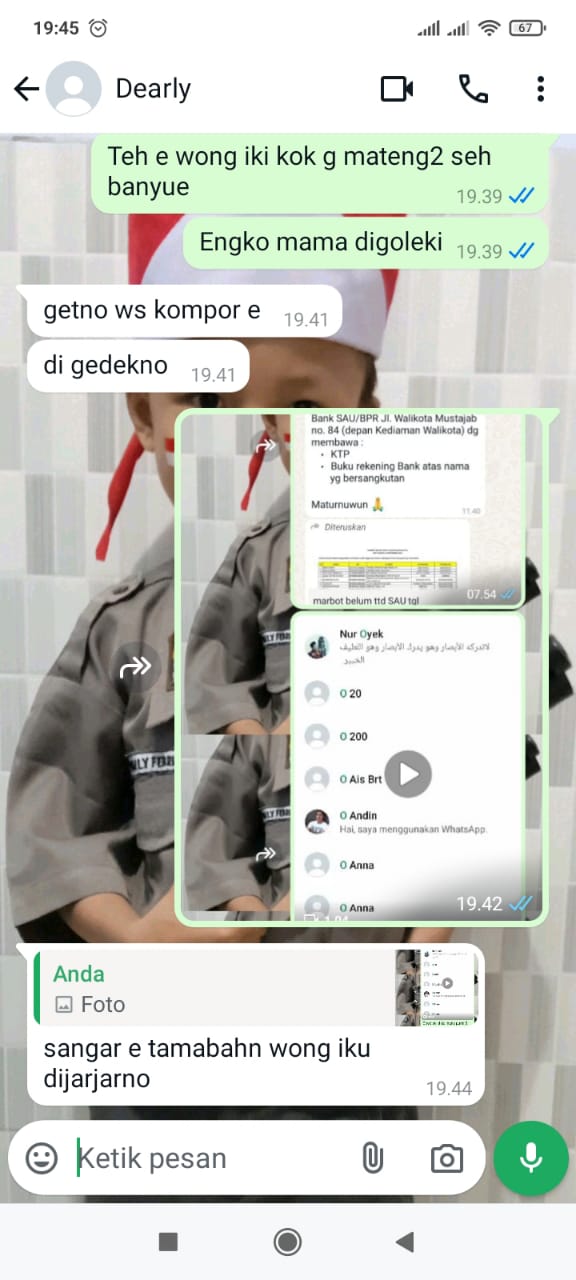 19:45
67
Dearly
Teh e wong iki kok g mateng2 seh
banyue
19.39
Engko mama digoleki
19.39
getno ws kompor e
19.41
di gedekno
19.41
Bank SAU/BPR Jl. Walikota Mustajab
no. 84 (depan Kediaman Walikota) dg
membawa :
• KTP
• Buku rekening Bank atas nama
yg bersangkutan
Maturnuwun 🙏
11.40
Diteruskan
marbot belum ttd SAU tgl
07.54
Nur Oyek
لاتدركه الأبصار وهو يدرك الأبصار وهو اللطيف
الخبير
O 20
O 200
O Ais Brt
O Andin
Hai, saya menggunakan WhatsApp.
O Anna
O Anna
19.42
Anda
Foto
sangar e tamabahn wong iku
dijarjarno
19.44
Ketik pesan